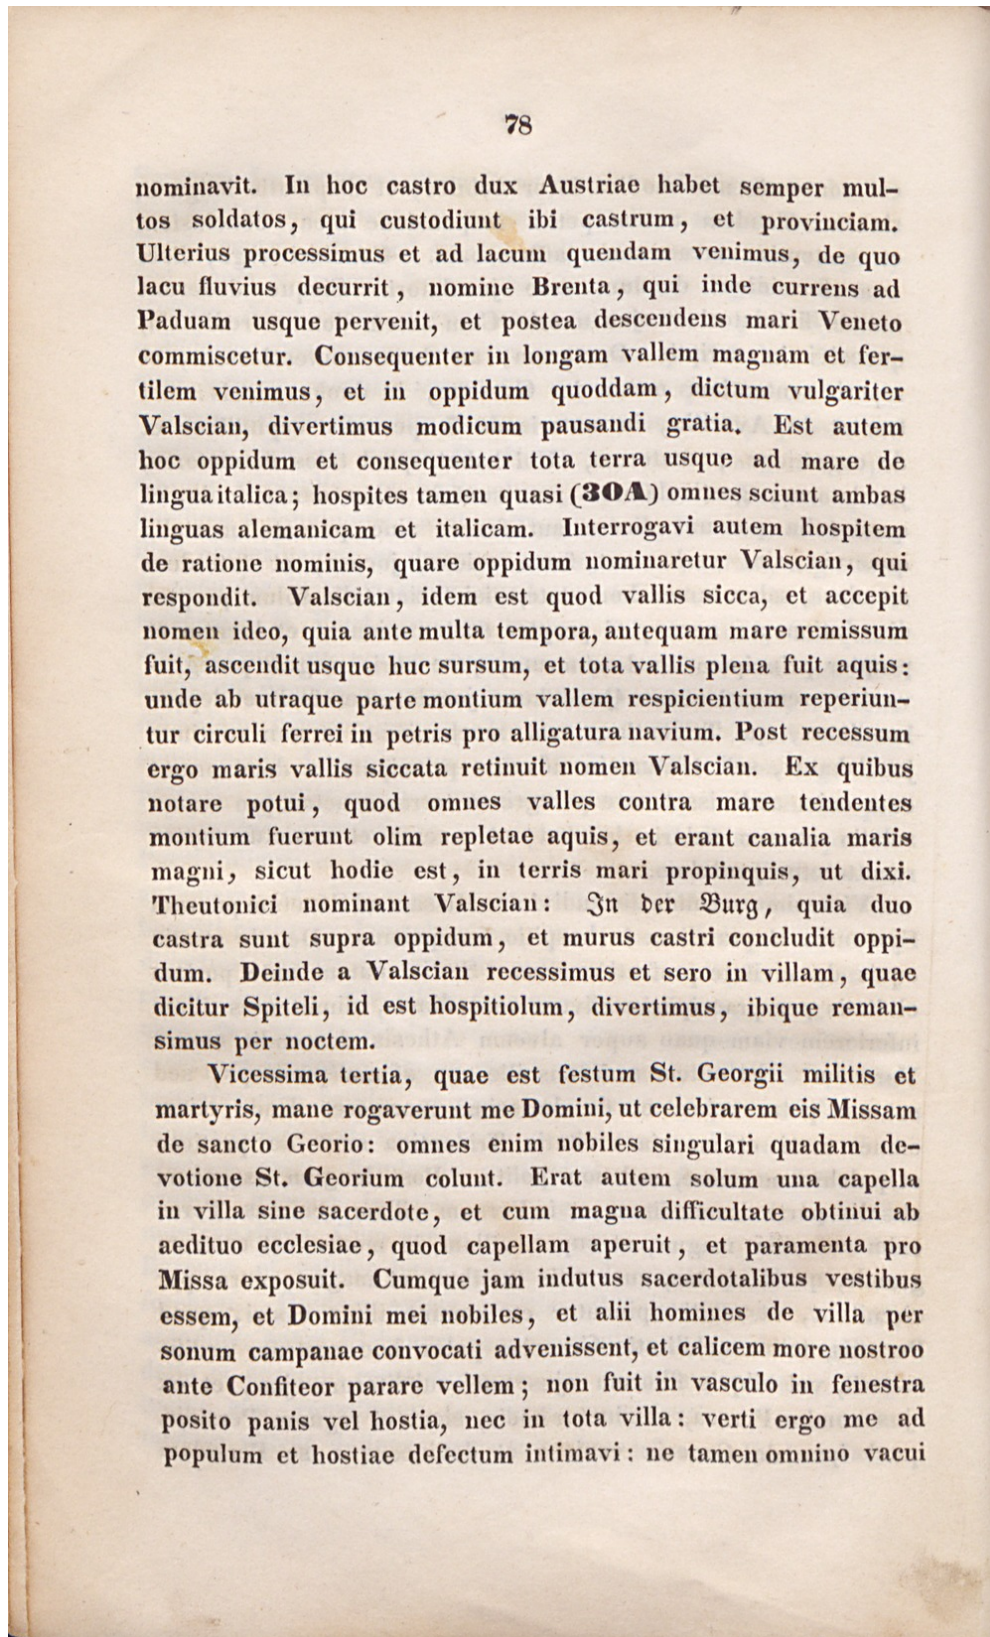 78
nominavit. In hoc castro dux Austriae habet semper mul-
tos soldatos, qui custodiunt ibi castrum, et provinciam.
Ulterius processimus et ad lacum quendam venimus, de quo
lacu fluvius decurrit, nomine Brenta, qui inde currens ad
Paduam usque pervenit, et postea descendens mari Veneto
commiscetur. Consequenter in longam vallem magnam et fer-
tilem venimus, et in oppidum quoddam, dictum vulgariter
Valscian, divertimus modicum pausandi gratia. Est autem
hoc oppidum et consequenter tota terra usque ad mare de
lingua italica; hospites tamen quasi (30A) omnes sciunt ambas
linguas alemanicam et italicam. Interrogavi autem hospitem
de ratione nominis, quare oppidum nominaretur Valscian, qui
respondit. Valscian, idem est quod vallis sicca, et accepit
nomen ideo, quia ante multa tempora, antequam mare remissum
fuit, ascendit usque huc sursum, et tota vallis plena fuit aquis:
unde ab utraque parte montium vallem respicientium reperiun-
tur circuli ferrei in petris pro alligatura navium. Post recessum
ergo maris vallis siccata retinuit nomen Valscian. Ex quibus
notare potui, quod omnes valles contra mare tendentes
montium fuerunt olim repletae aquis, et erant canalia maris
magni, sicut hodie est, in terris mari propinquis, ut dixi.
Theutonici nominant Valscian: In der Burg, quia duo
castra sunt supra oppidum, et murus castri concludit oppi-
dum. Deinde a Valscian recessimus et sero in villam, quae
dicitur Spiteli, id est hospitiolum, divertimus, ibique reman-
simus per noctem.
Vicessima tertia, quae est festum St. Georgii militis et
martyris, mane rogaverunt me Domini, ut celebrarem eis Missam
de sancto Georio: omnes enim nobiles singulari quadam de-
votione St. Georium colunt. Erat autem solum una capella
in villa sine sacerdote, et cum magna difficultate obtinui ab
aedituo ecclesiae, quod capellam aperuit, et paramenta pro
Missa exposuit. Cumque jam indutus sacerdotalibus vestibus
essem, et Domini mei nobiles, et alii homines de villa per
sonum campanae convocati advenissent, et calicem more nostroo
ante Confiteor parare vellem; non fuit in vasculo in fenestra
posito panis vel hostia, nec in tota villa: verti ergo me ad
populum et hostiae defectum intimavi: ne tamen omnino vacui